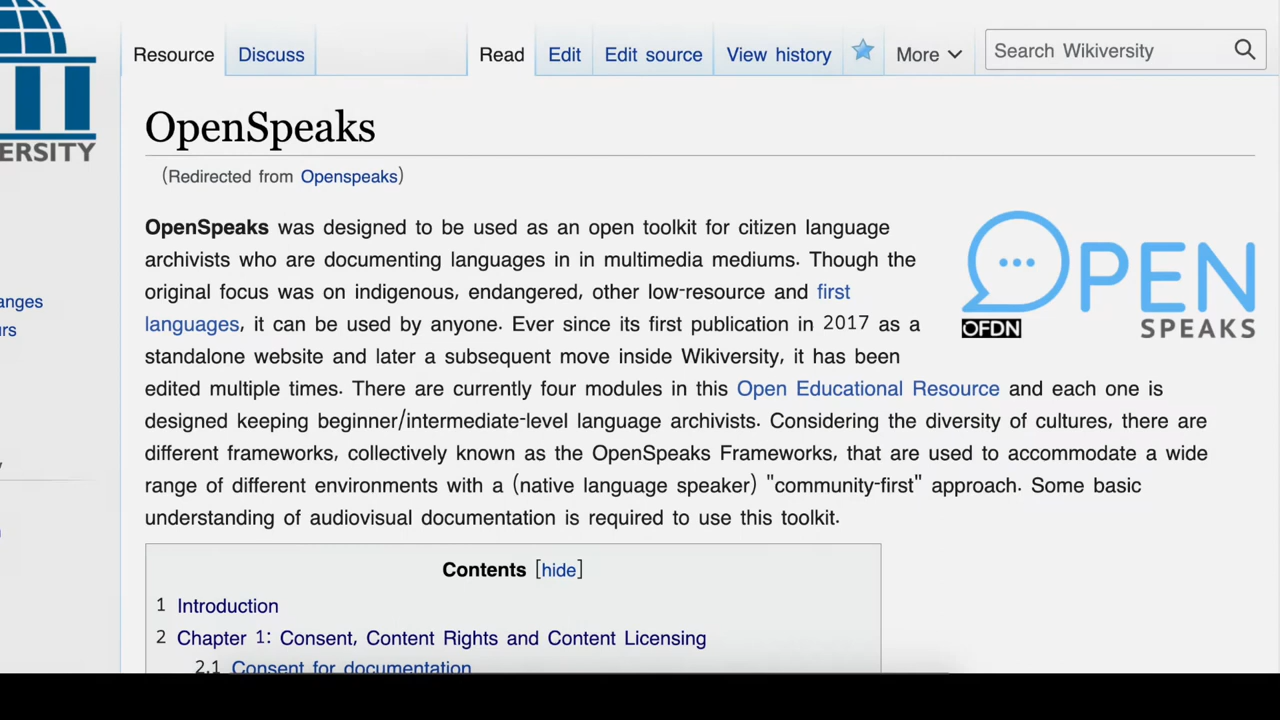 Resource Discuss Read Edit Edit source View history More Search Wikiversity
ERSITY
OpenSpeaks
(Redirected from Openspeaks)
OpenSpeaks was designed to be used as an open toolkit for citizen language
archivists who are documenting languages in in multimedia mediums. Though the
original focus was on indigenous, endangered, other low-resource and first
languages, it can be used by anyone. Ever since its first publication in 2017 as a
standalone website and later a subsequent move inside Wikiversity, it has been
edited multiple times. There are currently four modules in this Open Educational Resource and each one is
designed keeping beginner/intermediate-level language archivists. Considering the diversity of cultures, there are
different frameworks, collectively known as the OpenSpeaks Frameworks, that are used to accommodate a wide
range of different environments with a (native language speaker) "community-first" approach. Some basic
understanding of audiovisual documentation is required to use this toolkit.
OPEN
SPEAKS
OFDN
anges
rs
Contents [hide]
1 Introduction
2 Chapter 1: Consent, Content Rights and Content Licensing
2.1 Consent for documentation